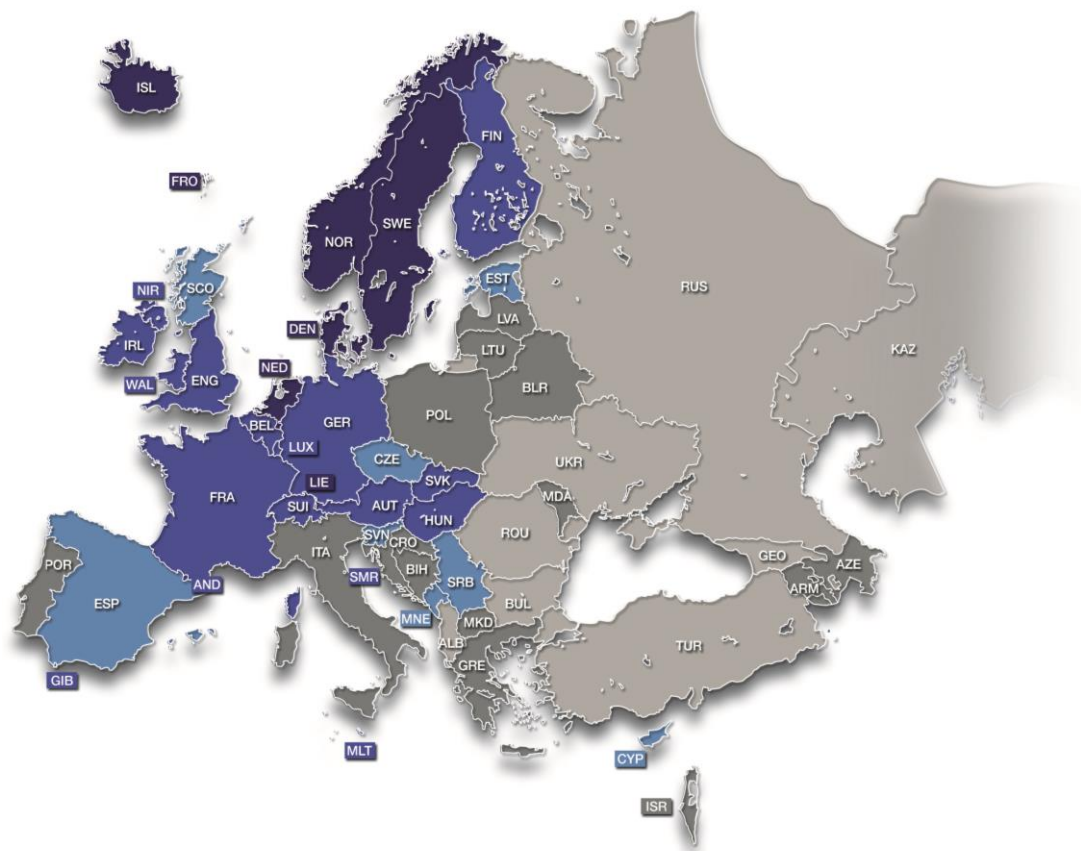 ISL
FIN
FRO
SWE
NOR
EST
SCO
NIR
RUS
LVA
DEN
IRL
LTU
KAZ
NED
WAL
ENG
BLR
POL
GER
BEL
LUX
CZE
UKR
SVK
LIE
FRA
MDA
AUT
SUI
HUN
ROU
SVN
CRO
ITA
GEO
POR
AZE
BIH
SMR
SRB
AND
ARM
ESP
BUL
MNE
MKD
ALB
TUR
GRE
GIB
MLT
CYP
ISR